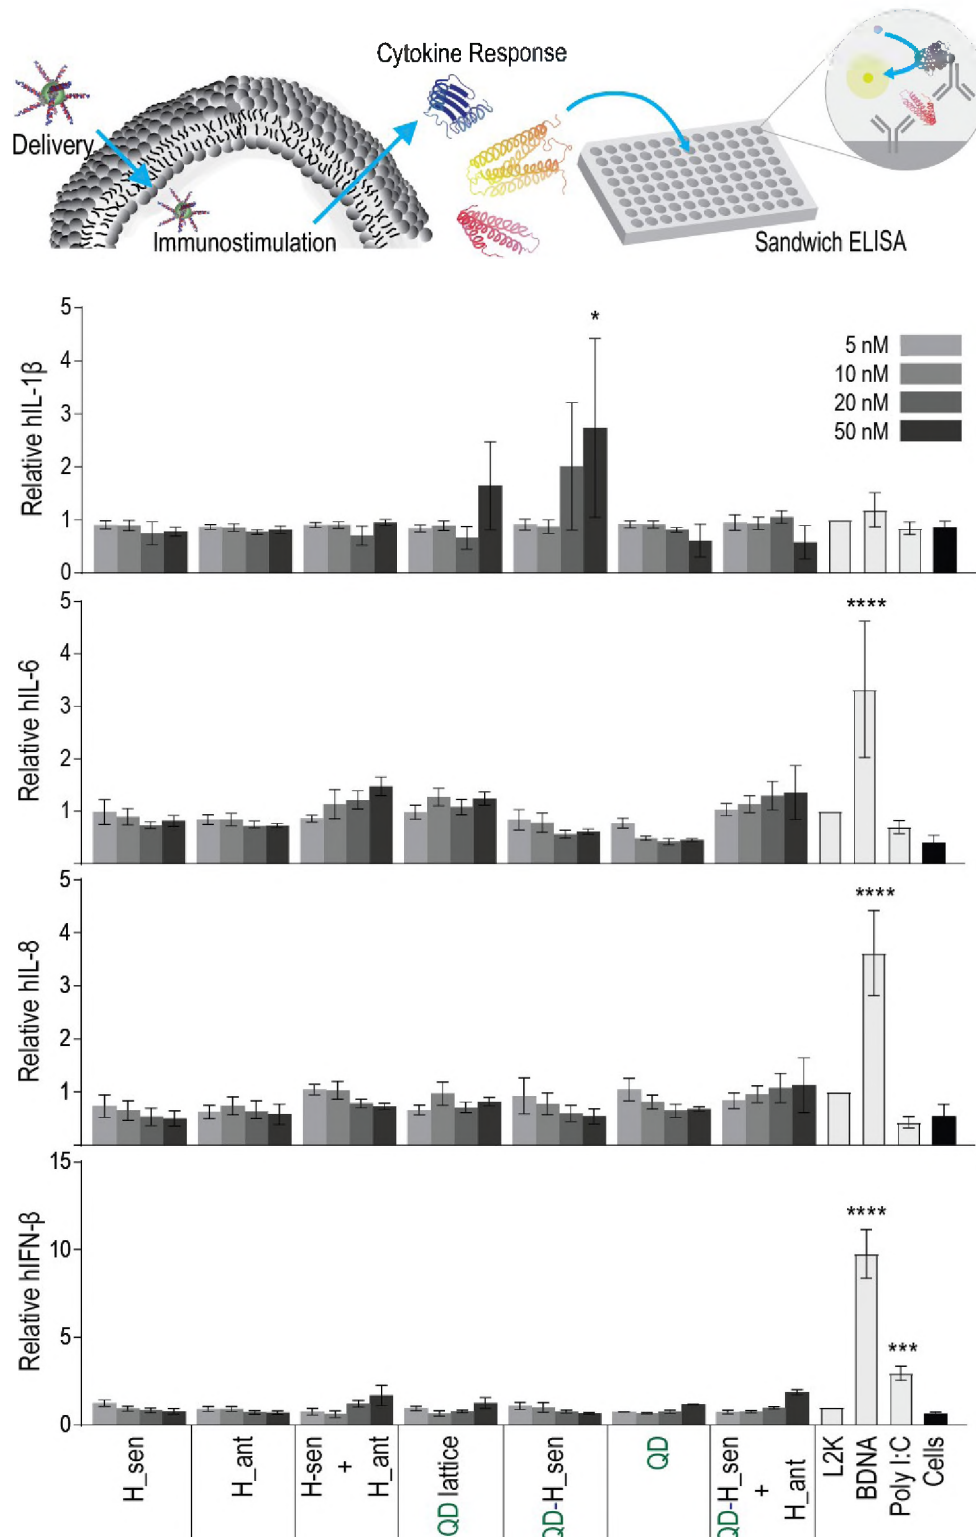 Cytokine Response
Delivery
Immunostimulation
Sandwich ELISA
Relative hIL-1β
5
4
3
2
1
0
*
5 nM
10 nM
20 nM
50 nM
Relative hIL-6
5
4
3
2
1
****
Relative hIL-8
5
4
3
2
1
****
Relative hIFN-β
15
10
5
0
****
***
H_sen
H_ant
H-sen
+
H_ant
QD lattice
QD-H_sen
QD
QD-H_sen
+
H_ant
L2K
BDNA
Poly I:C
Cells